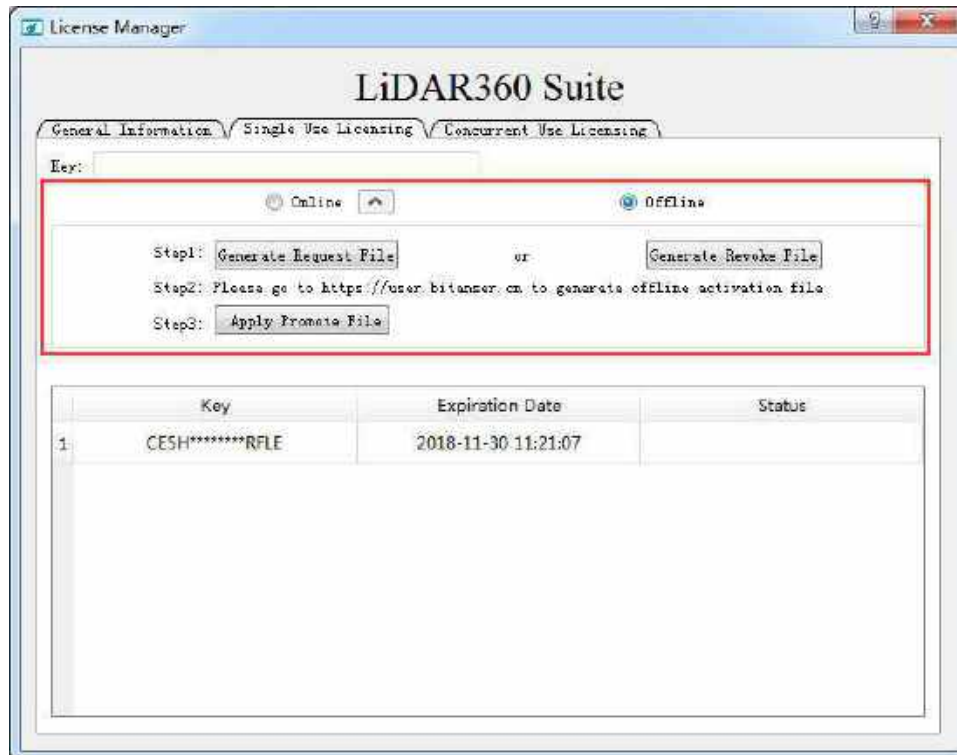 License Manager
LiDAR360 Suite
General Information Single Use Licensing Concurrent Use Licensing
Key:
Online Offline
Step1: Generate Request File or Generate Revoke File
Step2: Please go to https://user.bitanser.cn to generate offline activation file
Step3: Apply Promote File
Key Expiration Date Status
1 CESH********RFLE 2018-11-30 11:21:07